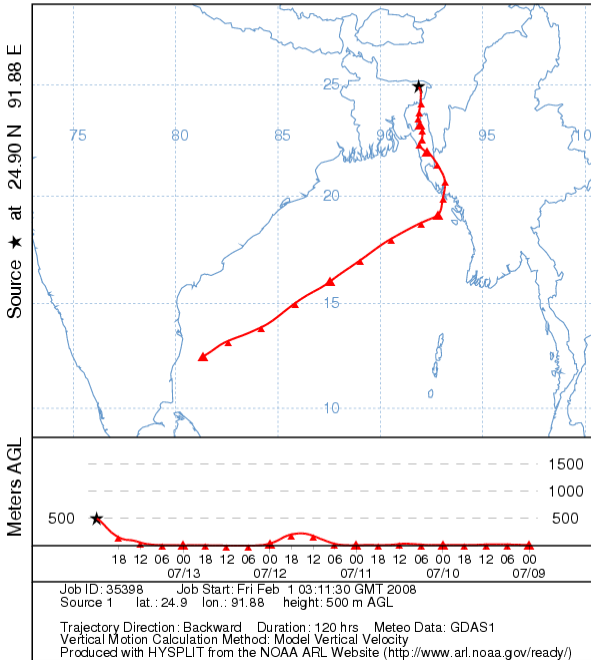 Source ★ at 24.90 N 91.88 E
25
75 80 85 90 95 100
20
15
10
Meters AGL
1500
1000
500 500
18 12 06 00 18 12 06 00 18 12 06 00 18 12 06 00 18 12 06 00
07/13 07/12 07/11 07/10 07/09
Job ID: 35398 Job Start: Fri Feb 1 03:11:30 GMT 2008
Source 1 lat.: 24.9 lon.: 91.88 height: 500 m AGL
Trajectory Direction: Backward Duration: 120 hrs Meteo Data: GDAS1
Vertical Motion Calculation Method: Model Vertical Velocity
Produced with HYSPLIT from the NOAA ARL Website (http://www.arl.noaa.gov/ready/)